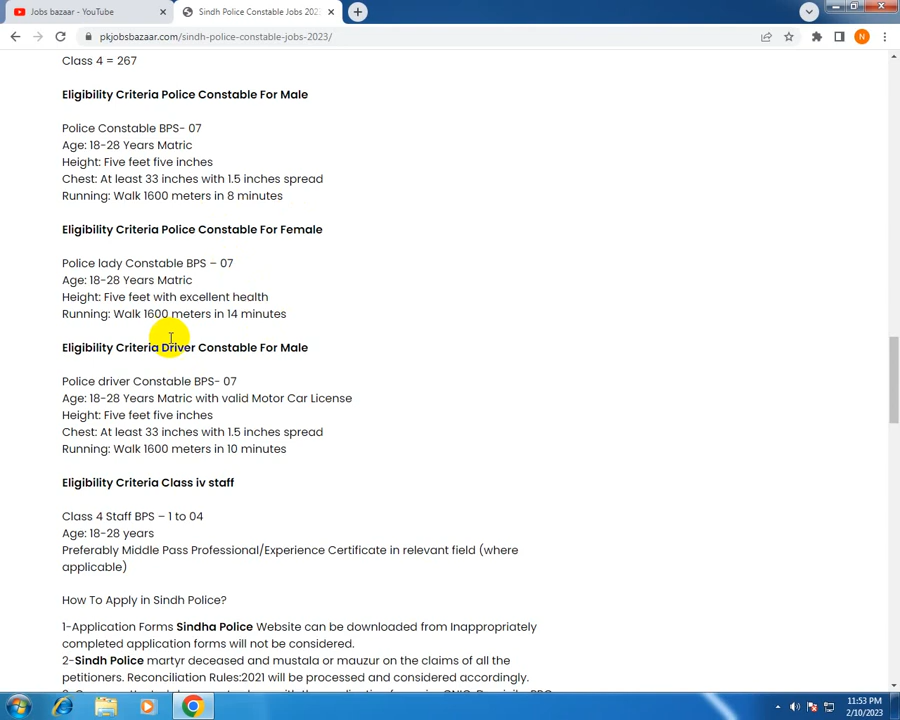 Jobs bazaar - YouTube
Sindh Police Constable Jobs 202
pkjobsbazaar.com/sindh-police-constable-jobs-2023/
N
Class 4 = 267
Eligibility Criteria Police Constable For Male
Police Constable BPS- 07
Age: 18-28 Years Matric
Height: Five feet five inches
Chest: At least 33 inches with 1.5 inches spread
Running: Walk 1600 meters in 8 minutes
Eligibility Criteria Police Constable For Female
Police lady Constable BPS – 07
Age: 18-28 Years Matric
Height: Five feet with excellent health
Running: Walk 1600 meters in 14 minutes
Eligibility Criteria Driver Constable For Male
Police driver Constable BPS- 07
Age: 18-28 Years Matric with valid Motor Car License
Height: Five feet five inches
Chest: At least 33 inches with 1.5 inches spread
Running: Walk 1600 meters in 10 minutes
Eligibility Criteria Class iv staff
Class 4 Staff BPS – 1 to 04
Age: 18-28 years
Preferably Middle Pass Professional/Experience Certificate in relevant field (where
applicable)
How To Apply in Sindh Police?
1-Application Forms Sindha Police Website can be downloaded from Inappropriately
completed application forms will not be considered.
2-Sindh Police martyr deceased and mustala or mauzur on the claims of all the
petitioners. Reconciliation Rules:2021 will be processed and considered accordingly.
11:53 PM
2/10/2023